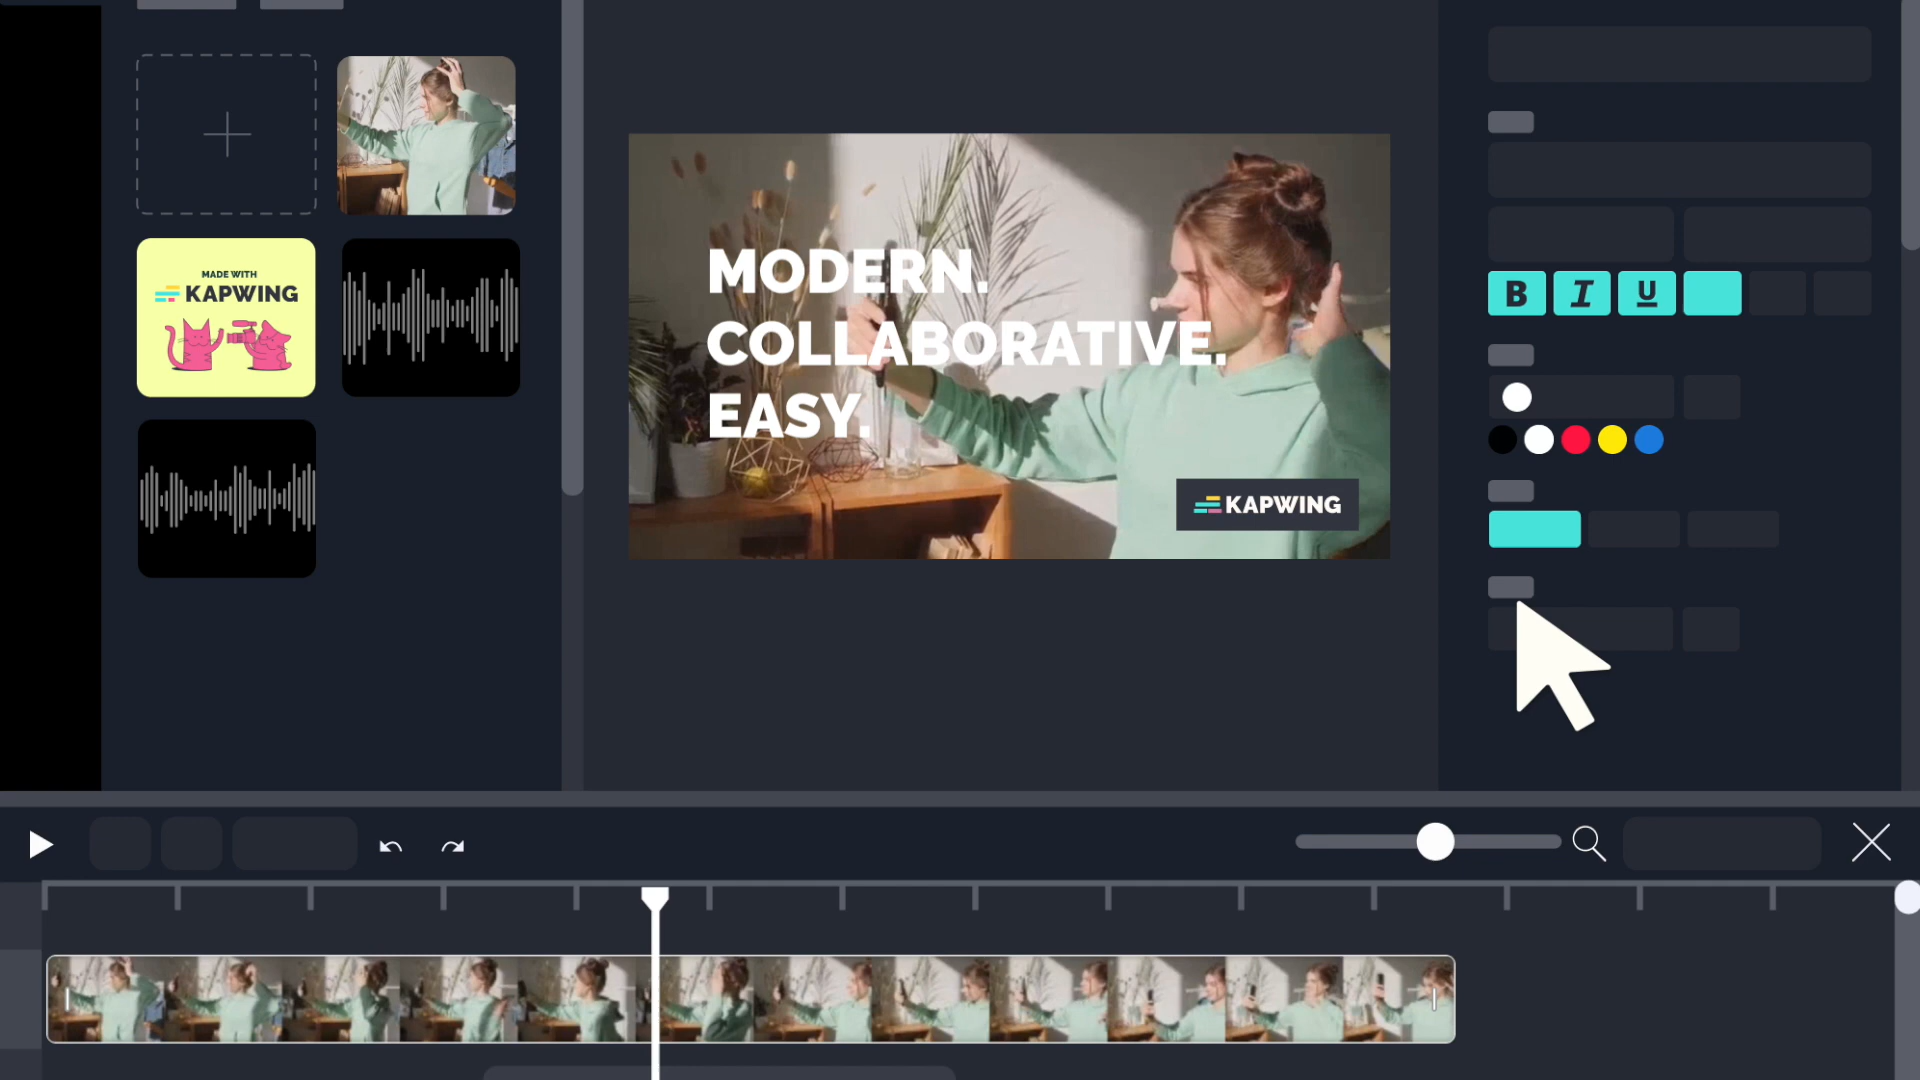 MADE WITH
KAPWING
MODERN.
COLLABORATIVE.
EASY.
KAPWING
B I U